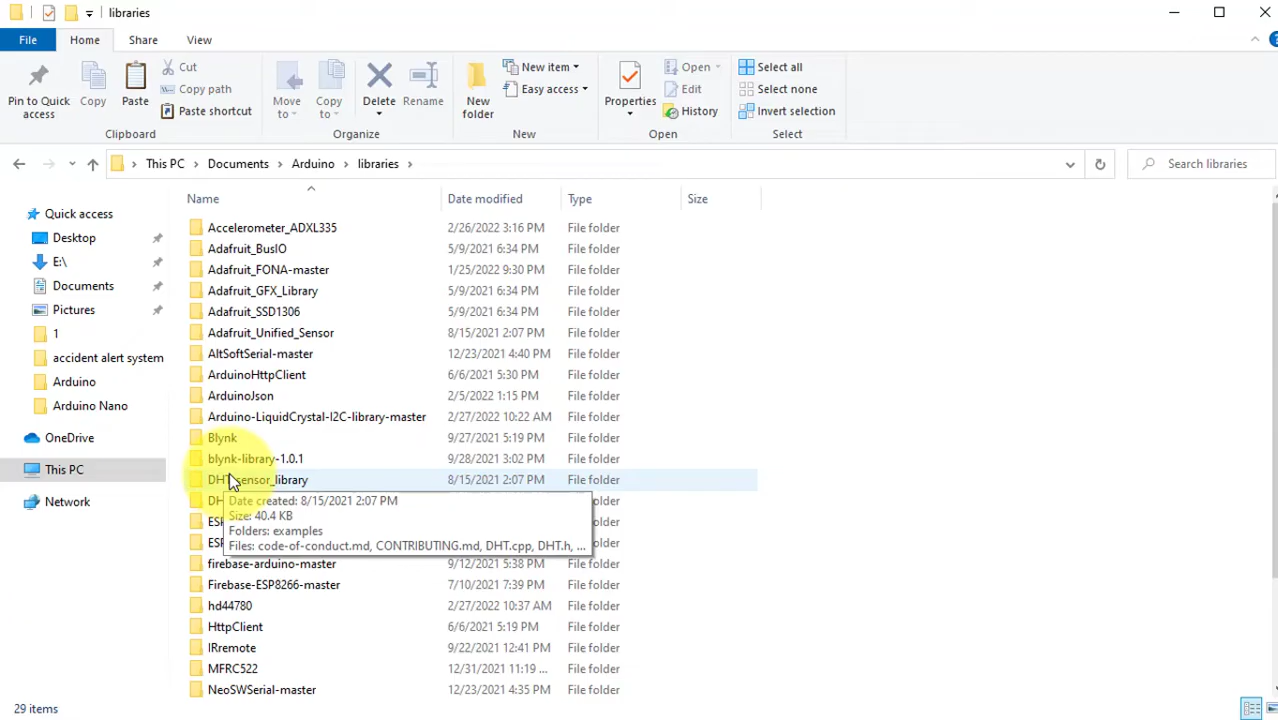 libraries
File Home Share View
Pin to Quick access
Copy
Paste
Cut
Copy path
Paste shortcut
Clipboard
Move to
Copy to
Delete
Rename
Organize
New folder
New item
Easy access
New
Properties
Open
Edit
History
Open
Select all
Select none
Invert selection
Select
This PC > Documents > Arduino > libraries >
Search libraries
Quick access
Desktop
E:\
Documents
Pictures
1
accident alert system
Arduino
Arduino Nano
OneDrive
This PC
Network
Name Date modified Type Size
Accelerometer_ADXL335 2/26/2022 3:16 PM File folder
Adafruit_BusIO 5/9/2021 6:34 PM File folder
Adafruit_FONA-master 1/25/2022 9:30 PM File folder
Adafruit_GFX_Library 5/9/2021 6:34 PM File folder
Adafruit_SSD1306 5/9/2021 6:34 PM File folder
Adafruit_Unified_Sensor 8/15/2021 2:07 PM File folder
AltSoftSerial-master 12/23/2021 4:40 PM File folder
ArduinoHttpClient 6/6/2021 5:30 PM File folder
ArduinoJson 2/5/2022 1:15 PM File folder
Arduino-LiquidCrystal-I2C-library-master 2/27/2022 10:22 AM File folder
Blynk 9/27/2021 5:19 PM File folder
blynk-library-1.0.1 9/28/2021 3:02 PM File folder
DHT_sensor_library 8/15/2021 2:07 PM File folder
Date created: 8/15/2021 2:07 PM
Size: 40.4 KB
Folders: examples
Files: code-of-conduct.md, CONTRIBUTING.md, DHT.cpp, DHT.h, ...
File folder
File folder
File folder
firebase-arduino-master 9/12/2021 5:38 PM File folder
Firebase-ESP8266-master 7/10/2021 7:39 PM File folder
hd44780 2/27/2022 10:37 AM File folder
HttpClient 6/6/2021 5:19 PM File folder
IRremote 9/22/2021 12:41 PM File folder
MFRC522 12/31/2021 11:19 ... File folder
NeoSWSerial-master 12/23/2021 4:35 PM File folder
29 items